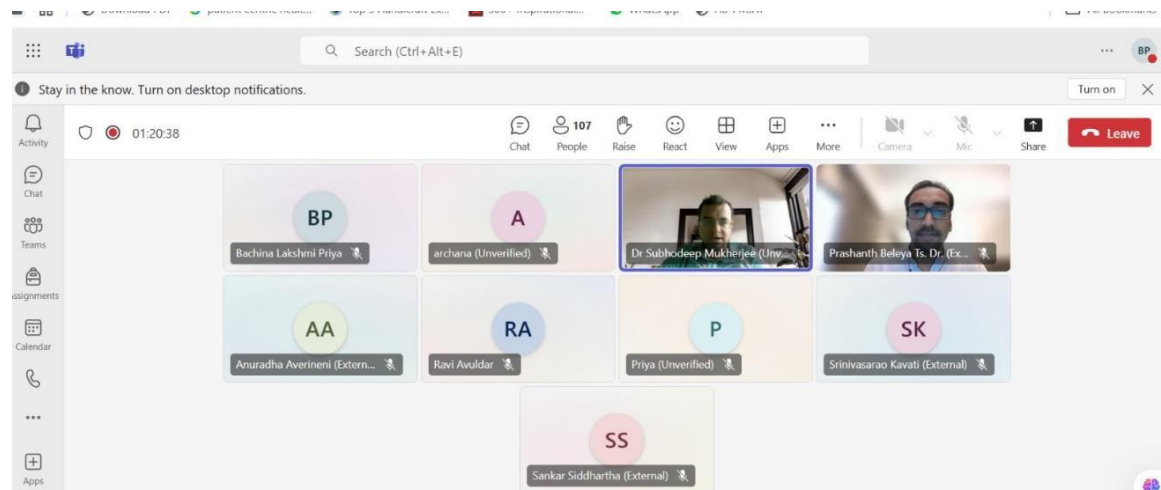 Search (Ctrl+Alt+E)
BP
Stay in the know. Turn on desktop notifications.
Turn on
Activity
01:20:38
Chat
107
People
Raise
React
View
Apps
More
Camera
Mic
Share
Leave
Chat
Teams
Assignments
Calendar
Apps
BP
Bachina Lakshmi Priya
A
archana (Unverified)
Dr Subhodeep Mukherjee (Unv...
Prashanth Beleya Ts. Dr. (Ex...
AA
Anuradha Averineni (Extern...
RA
Ravi Avuldar
P
Priya (Unverified)
SK
Srinivasarao Kavati (External)
SS
Sankar Siddhartha (External)